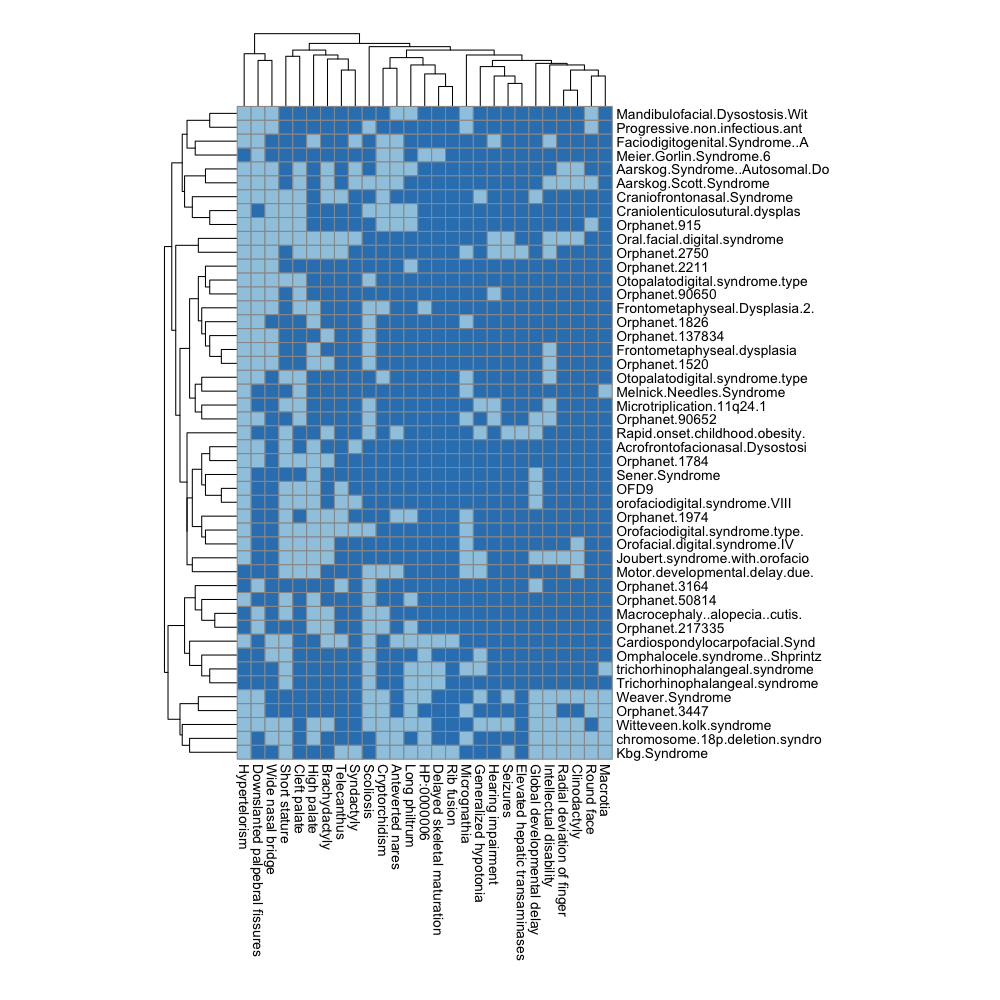 Mandibulofacial.Dysostosis.Wit
Progressive.non.infectious.ant
Faciodigitogenital.Syndrome..A
Meier.Gorlin.Syndrome.6
Aarskog.Syndrome..Autosomal.Do
Aarskog.Scott.Syndrome
Craniofrontonasal.Syndrome
Craniolenticulosutural.dysplas
Orphanet.915
Oral.facial.digital.syndrome
Orphanet.2750
Orphanet.2211
Otopalatodigital.syndrome.type
Orphanet.90650
Frontometaphyseal.Dysplasia.2.
Orphanet.1826
Orphanet.137834
Frontometaphyseal.dysplasia
Orphanet.1520
Otopalatodigital.syndrome.type
Melnick.Needles.Syndrome
Microtriplication.11q24.1
Orphanet.90652
Rapid.onset.childhood.obesity.
Acrofrontofacionasal.Dysostosi
Orphanet.1784
Sener.Syndrome
OFD9
orofaciodigital.syndrome.VIII
Orphanet.1974
Orofaciodigital.syndrome.type.
Orofacial.digital.syndrome.IV
Joubert.syndrome.with.orofacio
Motor.developmental.delay.due.
Orphanet.3164
Orphanet.50814
Macrocephaly..alopecia..cutis.
Orphanet.217335
Cardiospondylocarpofacial.Synd
Omphalocele.syndrome..Shprintz
trichorhinophalangeal.syndrome
Trichorhinophalangeal.syndrome
Weaver.Syndrome
Orphanet.3447
Witteveen.kolk.syndrome
chromosome.18p.deletion.syndro
Kbg.Syndrome
Hypertelorism
Downslanted palpebral fissures
Wide nasal bridge
Short stature
Cleft palate
High palate
Brachydactyly
Telecanthus
Syndactyly
Scoliosis
Cryptorchidism
Anteverted nares
Long philtrum
HP:0000006
Delayed skeletal maturation
Rib fusion
Micrognathia
Generalized hypotonia
Hearing impairment
Seizures
Elevated hepatic transaminases
Global developmental delay
Intellectual disability
Radial deviation of finger
Clinodactyly
Round face
Macrotia